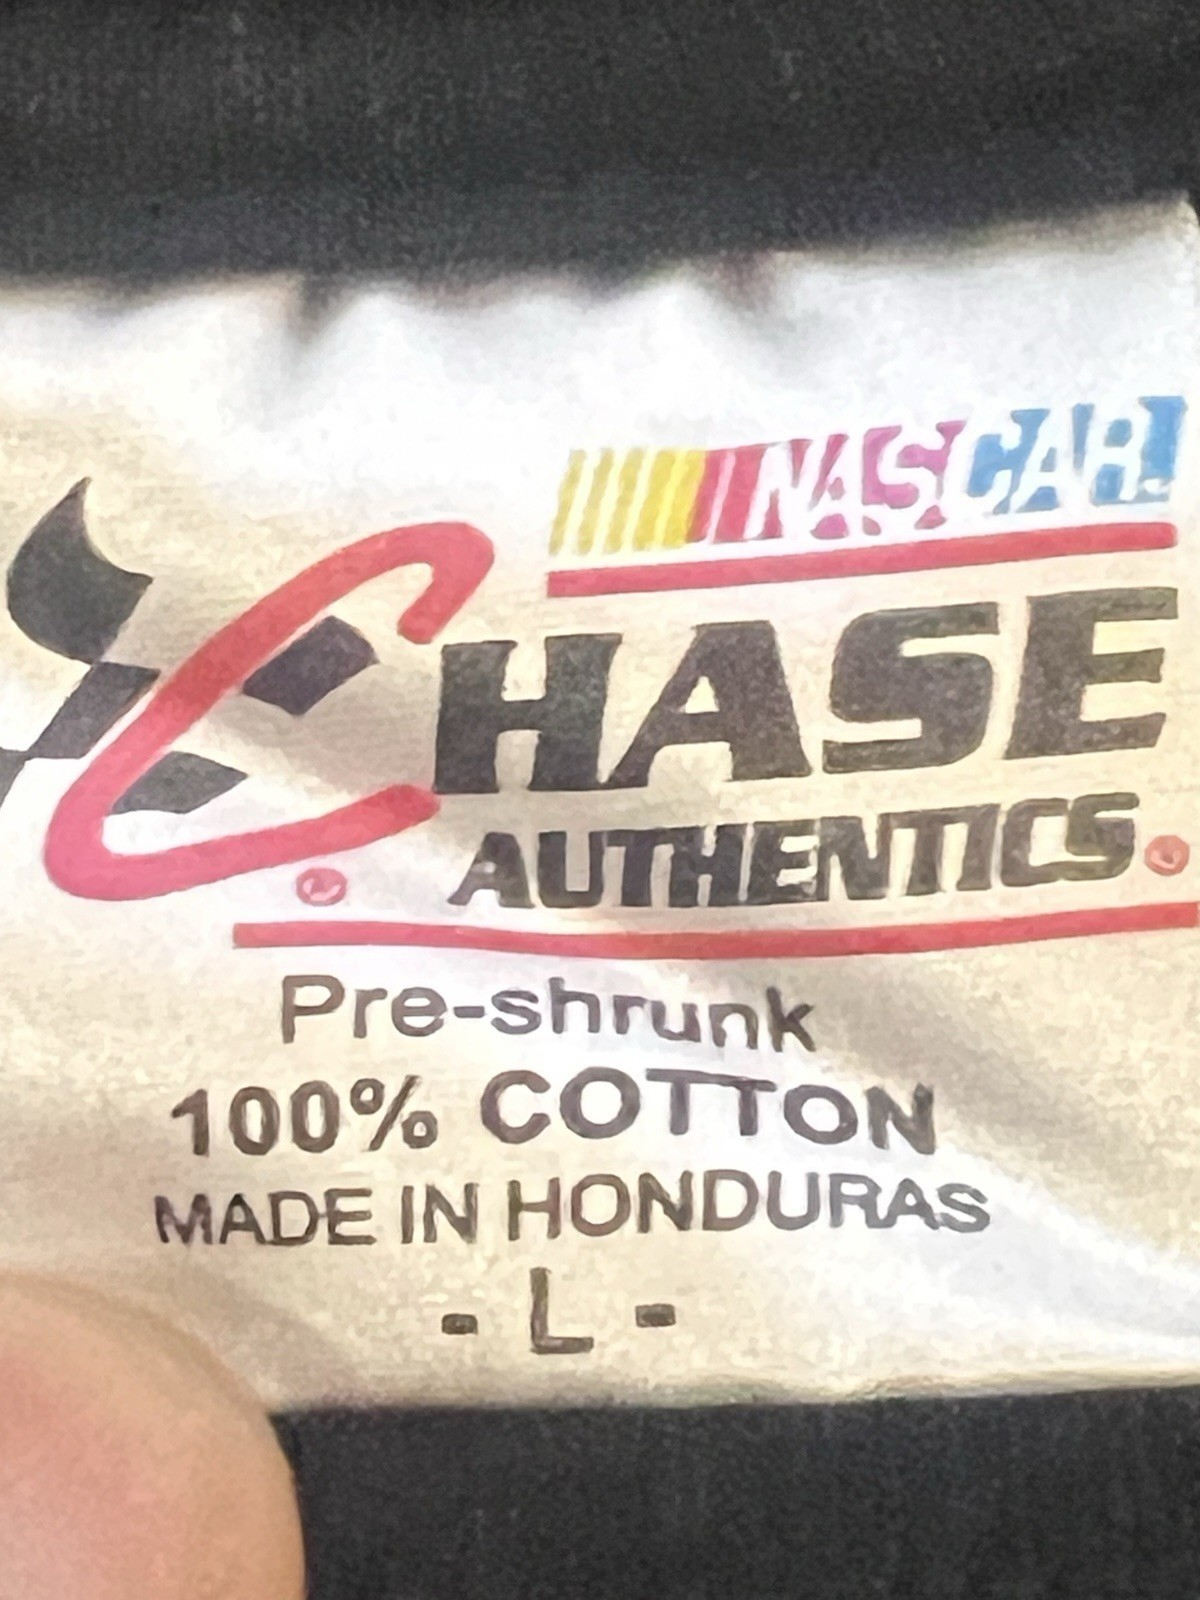 NASCAR
CHASE
AUTHENTICS
Pre-shrunk
100% COTTON
MADE IN HONDURAS
- L -